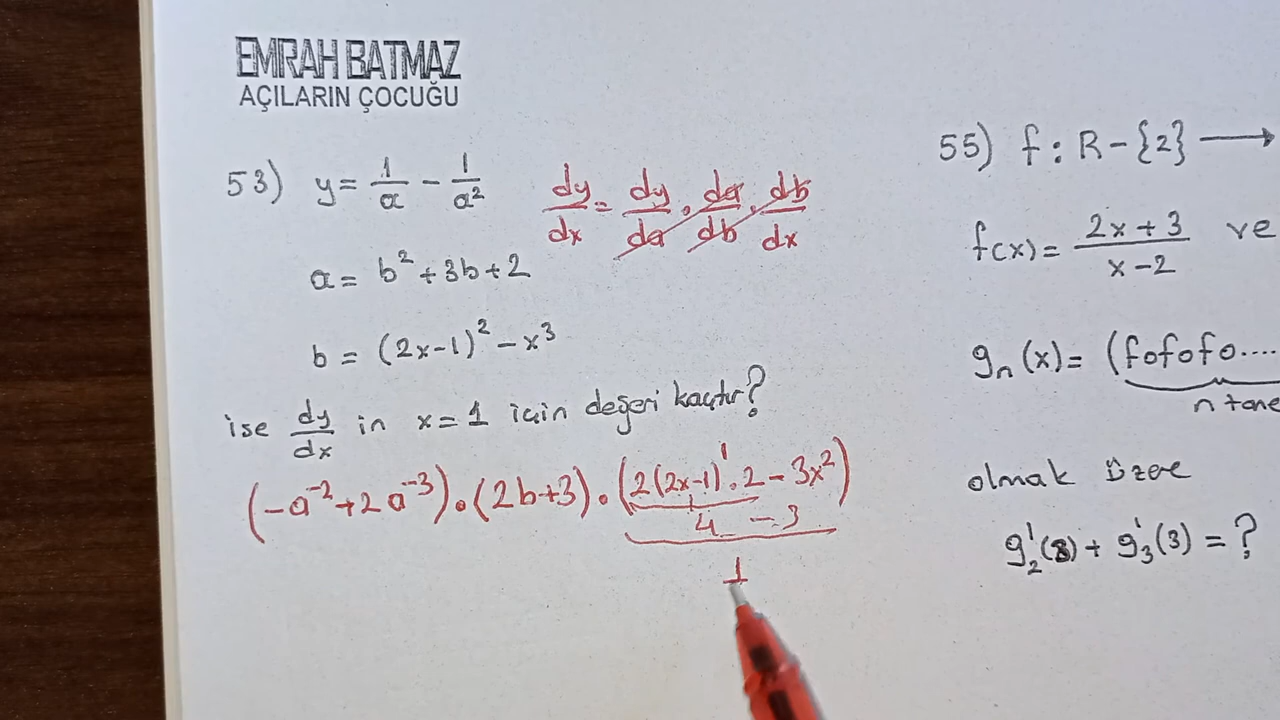 EMRAH BATMAZ
AÇILARIN ÇOCUĞU
53) y = 1/a - 1/a²
dy/dx = dy/da · da/db · db/dx
a = b² + 3b + 2
b = (2x-1)² - x³
ise dy/dx in x = 1 için değeri kaçtır?
(-a⁻² + 2a⁻³) · (2b+3) · (2(2x-1)¹ · 2 - 3x²)
4 - 3
1
55) f : R - {2} ⟶
f(x) = (2x + 3)/(x - 2) ve
gₙ(x) = (fofofo....
n tane
olmak üzere
g₂'(8) + g₃'(3) = ?